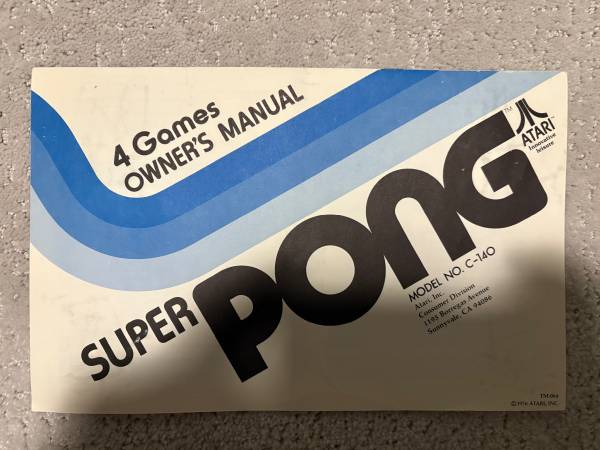 4 Games
OWNER'S MANUAL
SUPER PONG
TM
ATARI
Innovative
leisure
MODEL NO. C-140
Atari, Inc.
Consumer Division
1195 Borregas Avenue
Sunnyvale, CA 94086
©1976 ATARI, INC.